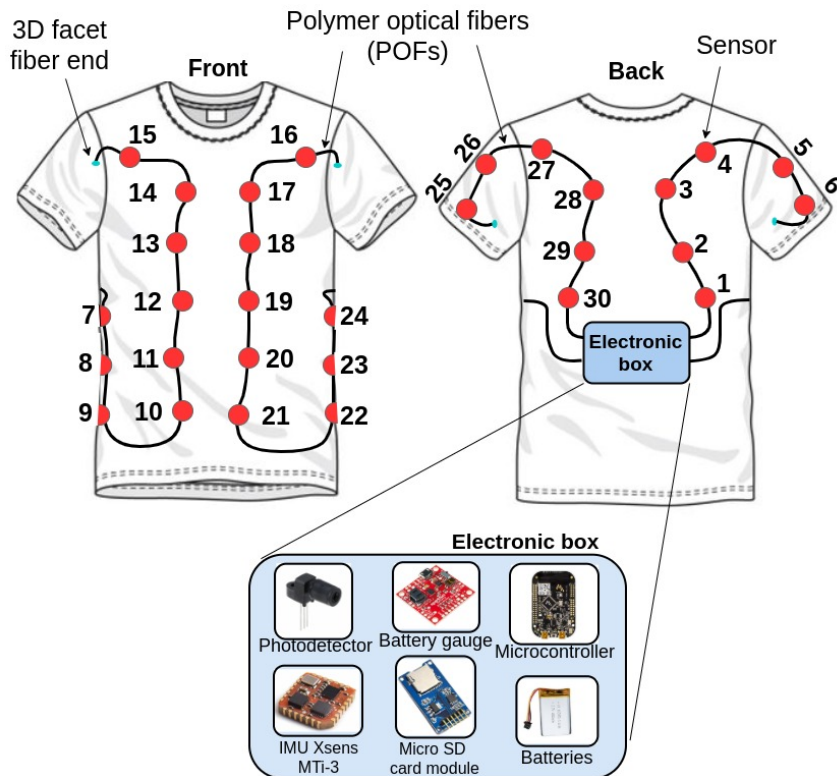 3D facet
fiber end
Polymer optical fibers
(POFs)
Sensor
Front
Back
15
16
14
17
13
18
12
19
7
24
11
20
8
23
10
21
9
22
25
26
27
28
29
30
4
5
6
3
2
1
Electronic
box
Electronic box
Photodetector
Battery gauge
Microcontroller
IMU Xsens
MTi-3
Micro SD
card module
Batteries